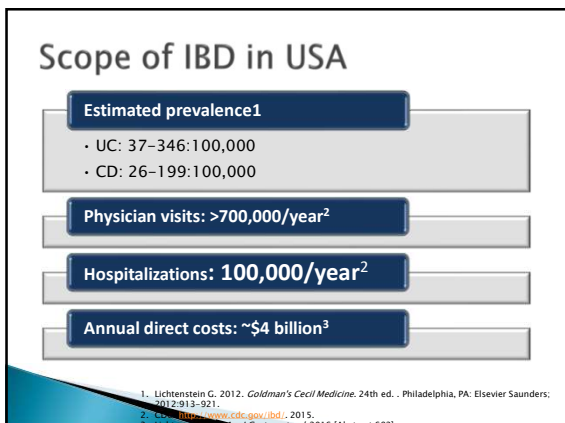 Scope of IBD in USA
Estimated prevalence1
• UC: 37-346:100,000
• CD: 26-199:100,000
Physician visits: >700,000/year2
Hospitalizations: 100,000/year2
Annual direct costs: ~$4 billion3
1. Lichtenstein G. 2012. Goldman's Cecil Medicine. 24th ed. . Philadelphia, PA: Elsevier Saunders;
2012:913-921.
2. http://www.cdc.gov/ibd/. 2015.